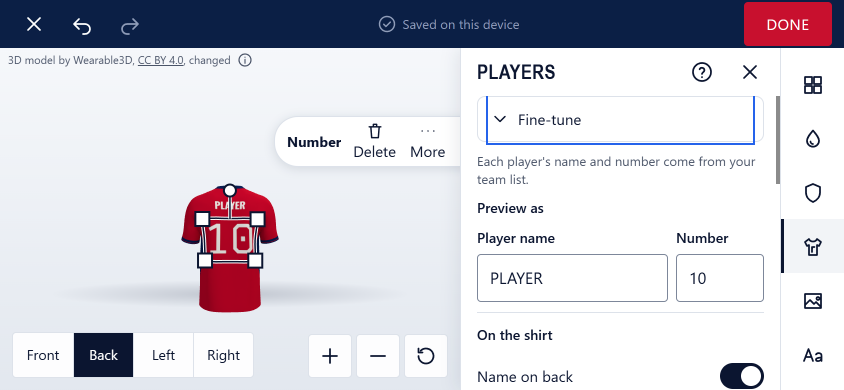 Saved on this device
DONE
3D model by Wearable3D, CC BY 4.0, changed
PLAYERS
Fine-tune
Number
Delete
More
Each player's name and number come from your
team list.
Preview as
Player name
Number
PLAYER
10
PLAYER
10
On the shirt
Name on back
Front
Back
Left
Right
Aa